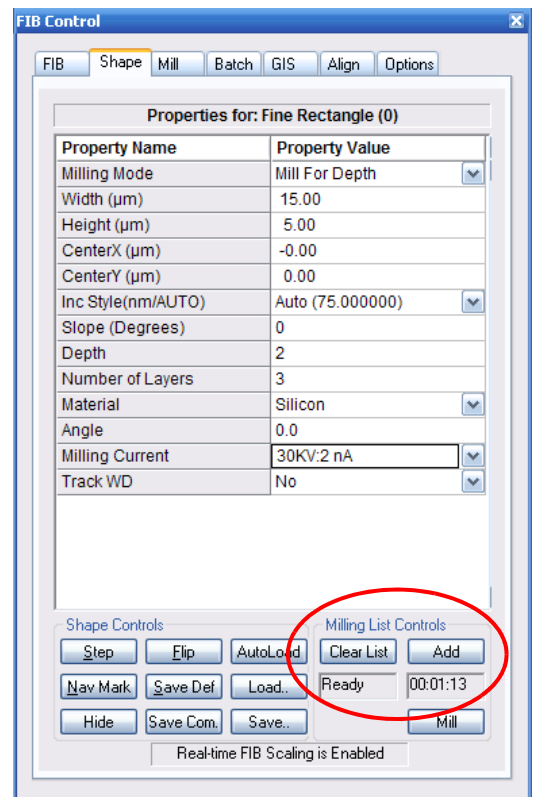 FIB Control
FIB Shape Mill Batch GIS Align Options
Properties for: Fine Rectangle (0)
Property Name Property Value
Milling Mode Mill For Depth
Width (µm) 15.00
Height (µm) 5.00
CenterX (µm) -0.00
CenterY (µm) 0.00
Inc Style(nm/AUTO) Auto (75.000000)
Slope (Degrees) 0
Depth 2
Number of Layers 3
Material Silicon
Angle 0.0
Milling Current 30KV:2 nA
Track WD No
Shape Controls Milling List Controls
Step Flip AutoLoad Clear List Add
Nav Mark Save Def Load.. Ready 00:01:13
Hide Save Com. Save.. Mill
Real-time FIB Scaling is Enabled